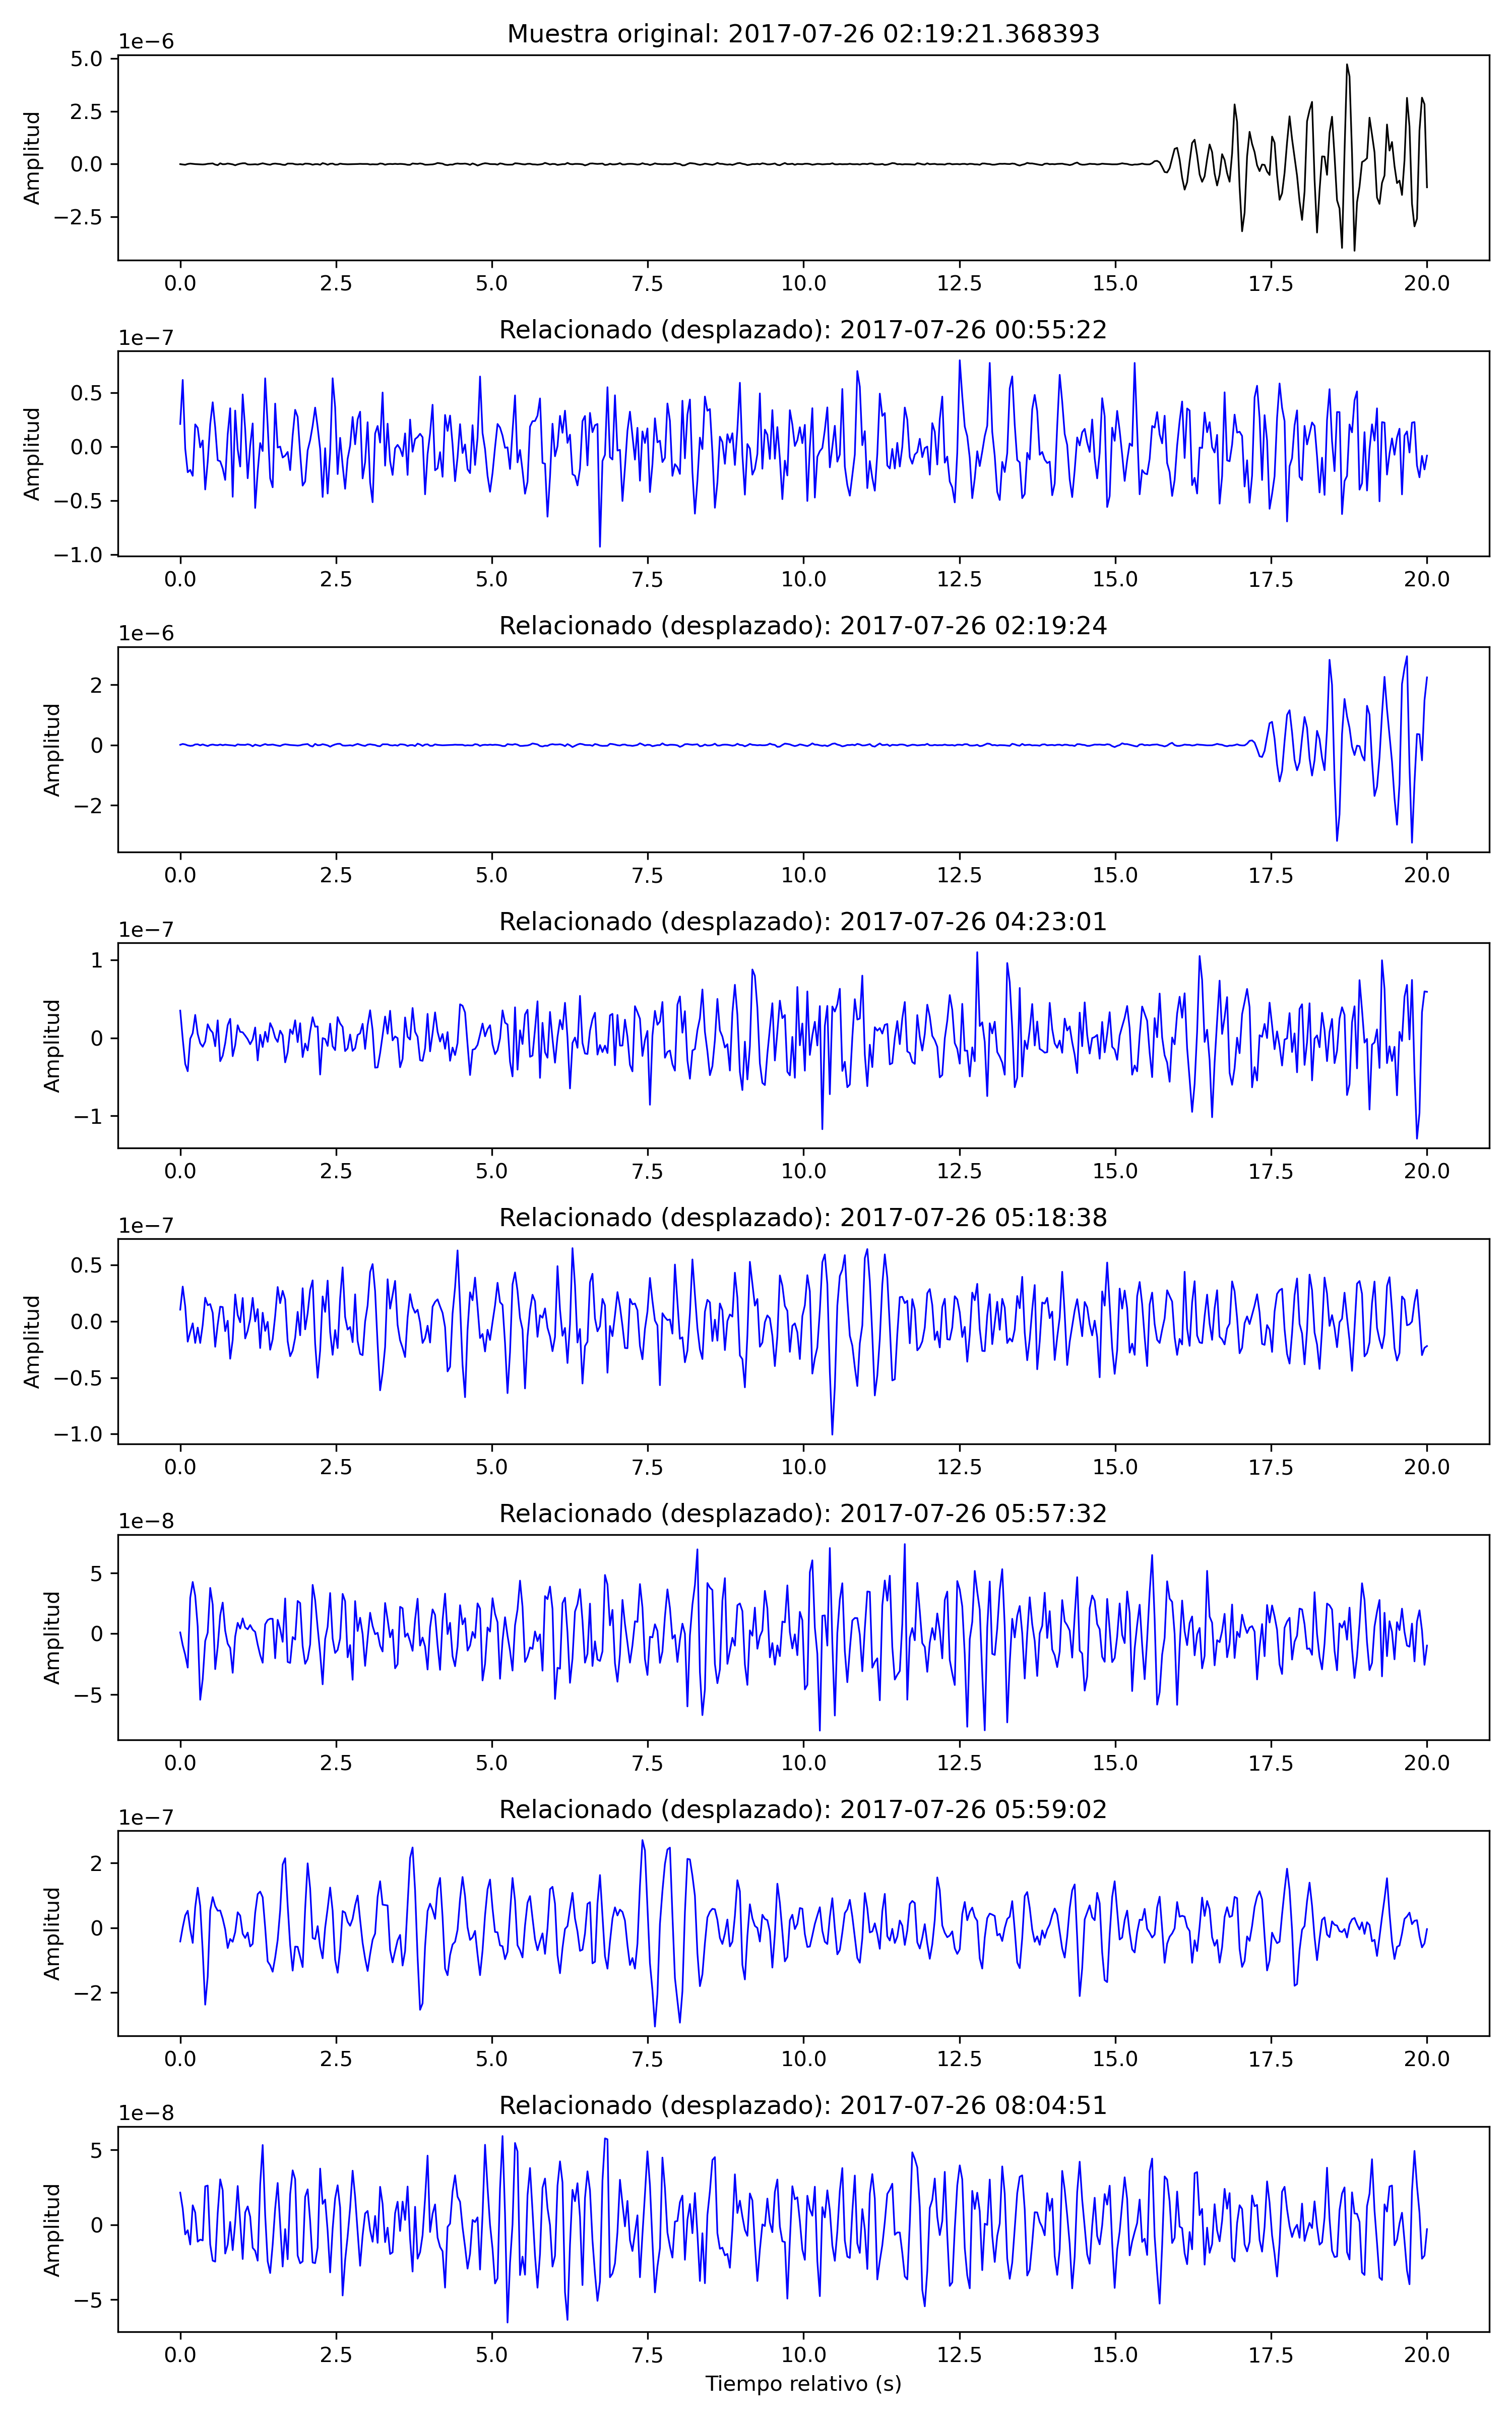 Muestra original: 2017-07-26 02:19:21.368393
1e−6
5.0
2.5
0.0
−2.5
Amplitud
0.0 2.5 5.0 7.5 10.0 12.5 15.0 17.5 20.0
Relacionado (desplazado): 2017-07-26 00:55:22
1e−7
0.5
0.0
−0.5
−1.0
Amplitud
0.0 2.5 5.0 7.5 10.0 12.5 15.0 17.5 20.0
Relacionado (desplazado): 2017-07-26 02:19:24
1e−6
2
0
−2
Amplitud
0.0 2.5 5.0 7.5 10.0 12.5 15.0 17.5 20.0
Relacionado (desplazado): 2017-07-26 04:23:01
1e−7
1
0
−1
Amplitud
0.0 2.5 5.0 7.5 10.0 12.5 15.0 17.5 20.0
Relacionado (desplazado): 2017-07-26 05:18:38
1e−7
0.5
0.0
−0.5
−1.0
Amplitud
0.0 2.5 5.0 7.5 10.0 12.5 15.0 17.5 20.0
Relacionado (desplazado): 2017-07-26 05:57:32
1e−8
5
0
−5
Amplitud
0.0 2.5 5.0 7.5 10.0 12.5 15.0 17.5 20.0
Relacionado (desplazado): 2017-07-26 05:59:02
1e−7
2
0
−2
Amplitud
0.0 2.5 5.0 7.5 10.0 12.5 15.0 17.5 20.0
Relacionado (desplazado): 2017-07-26 08:04:51
1e−8
5
0
−5
Amplitud
0.0 2.5 5.0 7.5 10.0 12.5 15.0 17.5 20.0
Tiempo relativo (s)